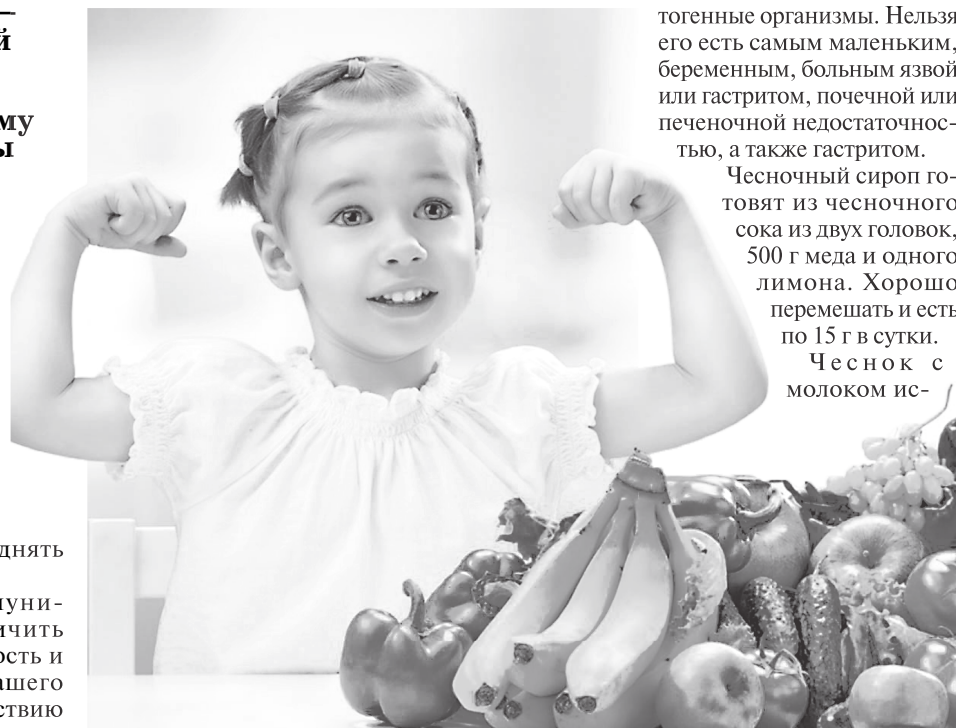 й
му
ы
днять
муни-
ичить
ость и
ашего
ствию
тогенные организмы. Нельзя
его есть самым маленьким,
беременным, больным язвой
или гастритом, почечной или
печеночной недостаточнос-
тью, а также гастритом.
Чесночный сироп го-
товят из чесночного
сока из двух головок,
500 г меда и одного
лимона. Хорошо
перемешать и есть
по 15 г в сутки.
Чеснок с
молоком ис-